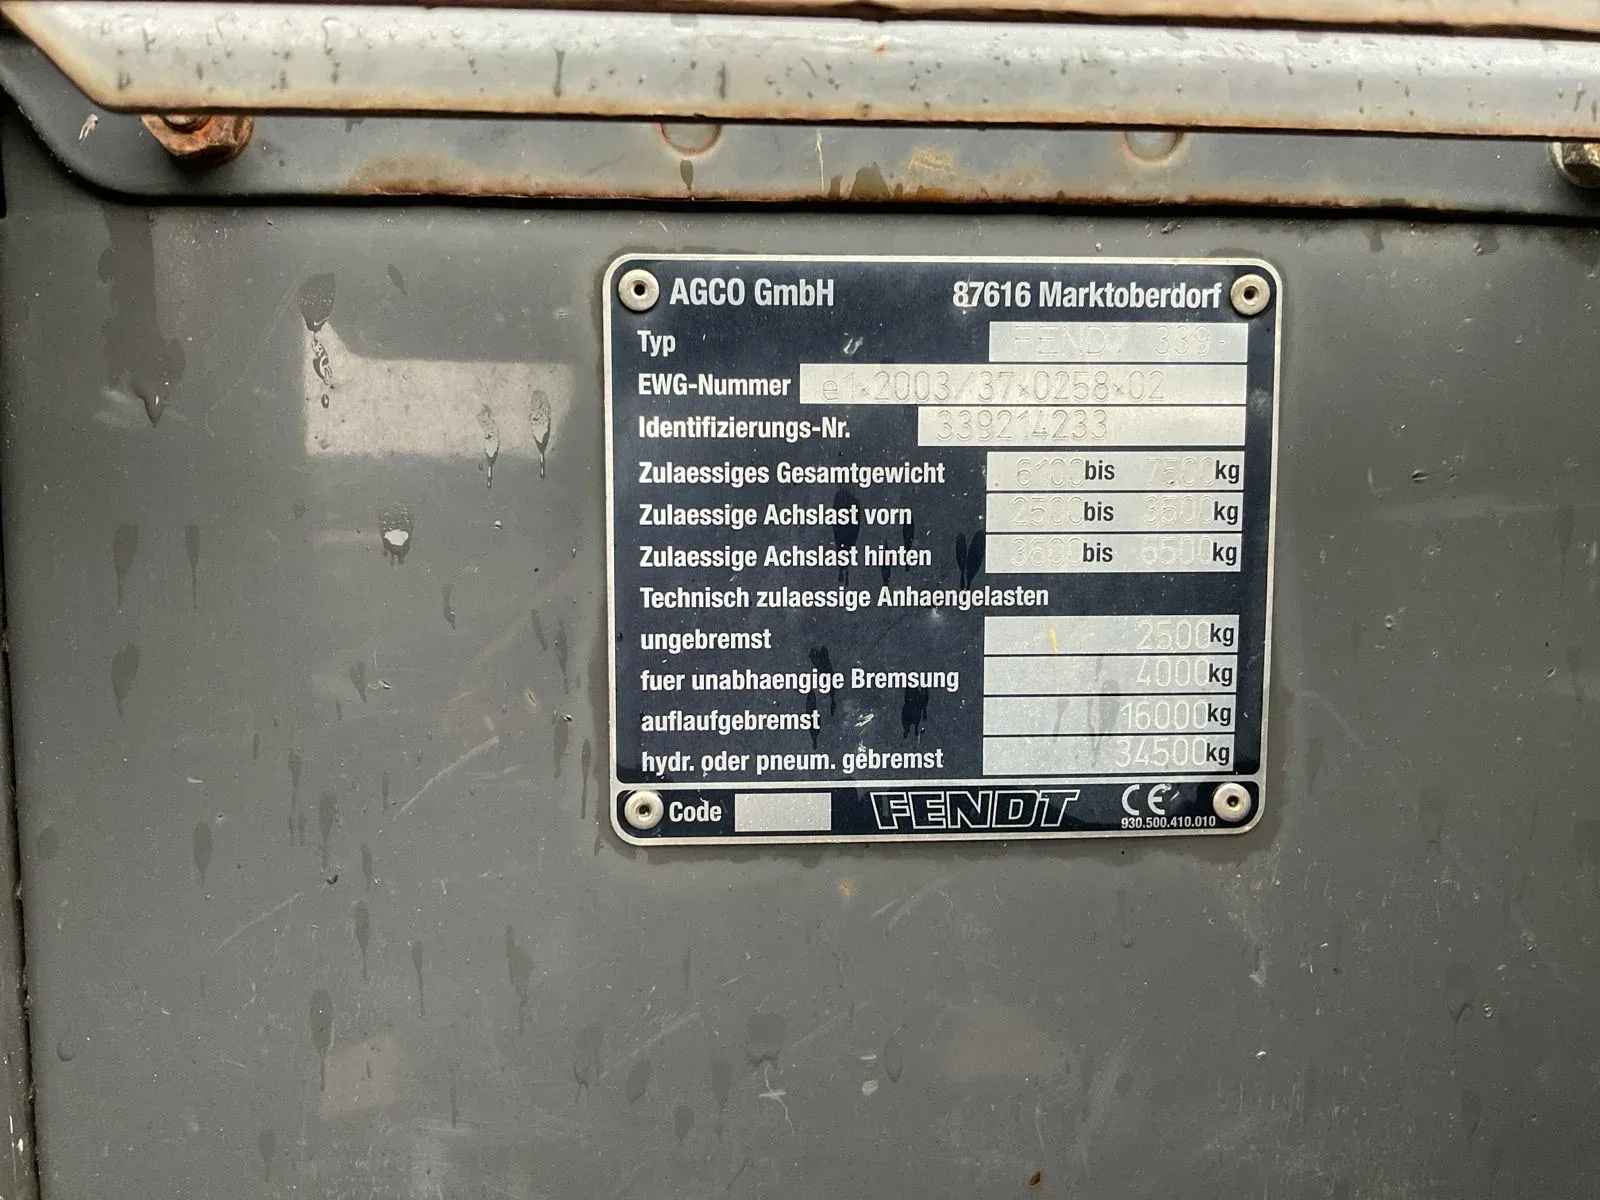 AGCO GmbH 87616 Marktoberdorf
Typ FENDT 339
EWG-Nummer e1*2003/37*0258*02
Identifizierungs-Nr. 339214233
Zulaessiges Gesamtgewicht 6100 bis 7500 kg
Zulaessige Achslast vorn 2500 bis 3500 kg
Zulaessige Achslast hinten 3600 bis 6500 kg
Technisch zulaessige Anhaengelasten
ungebremst 2500 kg
fuer unabhaengige Bremsung 4000 kg
auflaufgebremst 16000 kg
hydr. oder pneum. gebremst 34500 kg
Code FENDT CE
930.500.410.010